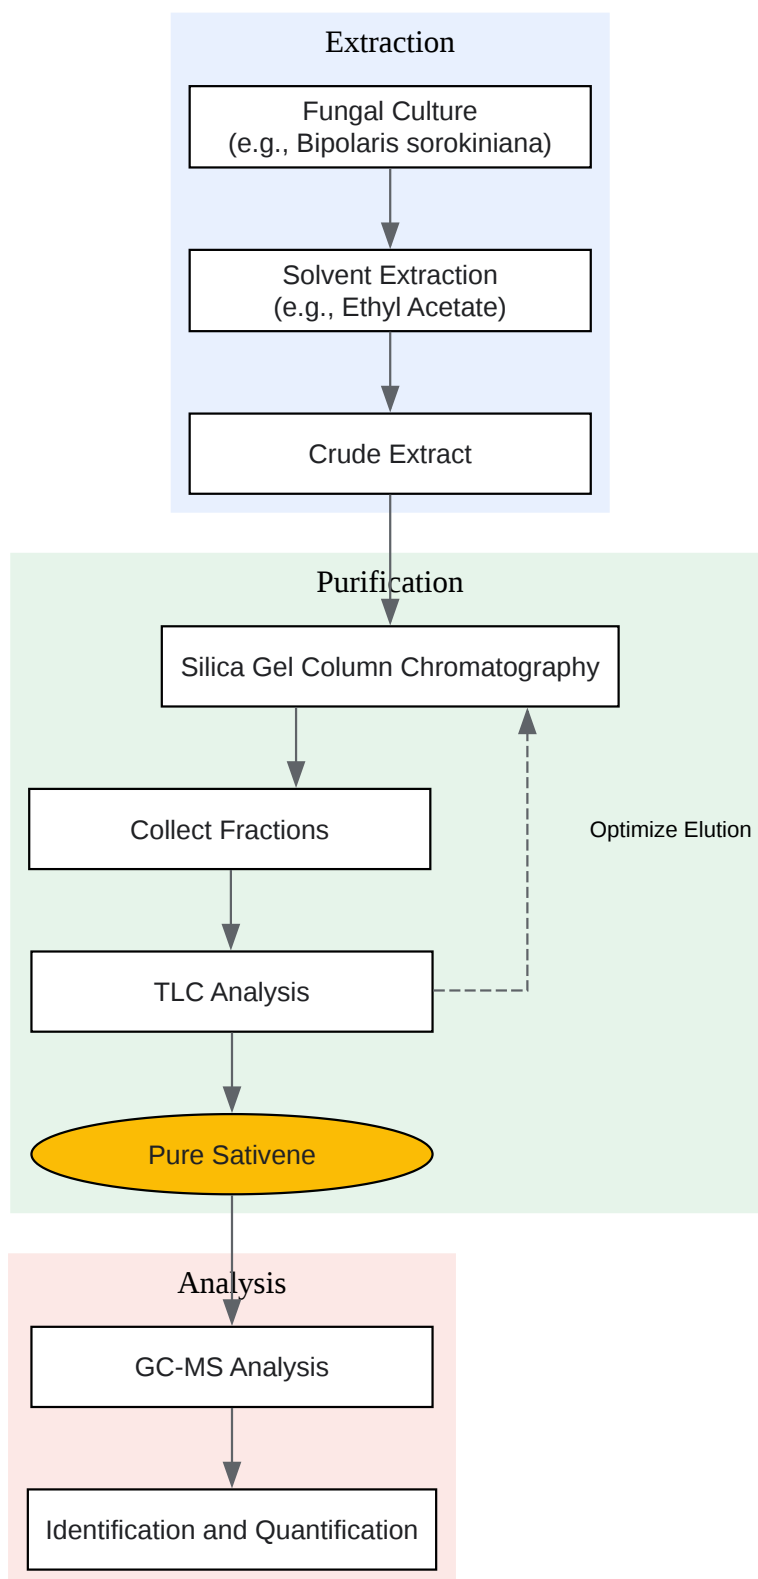 Extraction
Fungal Culture
(e.g., Bipolaris sorokiniana)
Solvent Extraction
(e.g., Ethyl Acetate)
Crude Extract
Purification
Silica Gel Column Chromatography
Collect Fractions
Optimize Elution
TLC Analysis
Pure Sativene
Analysis
GC-MS Analysis
Identification and Quantification